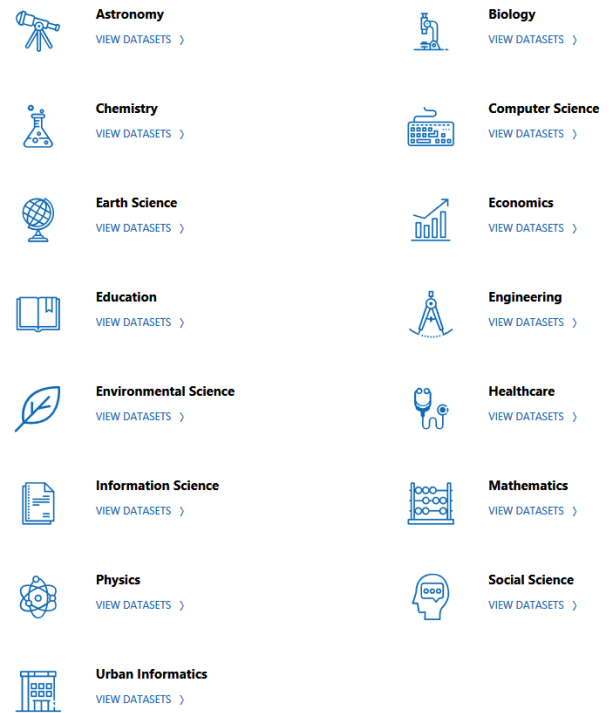 Astronomy
VIEW DATASETS >
Biology
VIEW DATASETS >
Chemistry
VIEW DATASETS >
Computer Science
VIEW DATASETS >
Earth Science
VIEW DATASETS >
Economics
VIEW DATASETS >
Education
VIEW DATASETS >
Engineering
VIEW DATASETS >
Environmental Science
VIEW DATASETS >
Healthcare
VIEW DATASETS >
Information Science
VIEW DATASETS >
Mathematics
VIEW DATASETS >
Physics
VIEW DATASETS >
Social Science
VIEW DATASETS >
Urban Informatics
VIEW DATASETS >